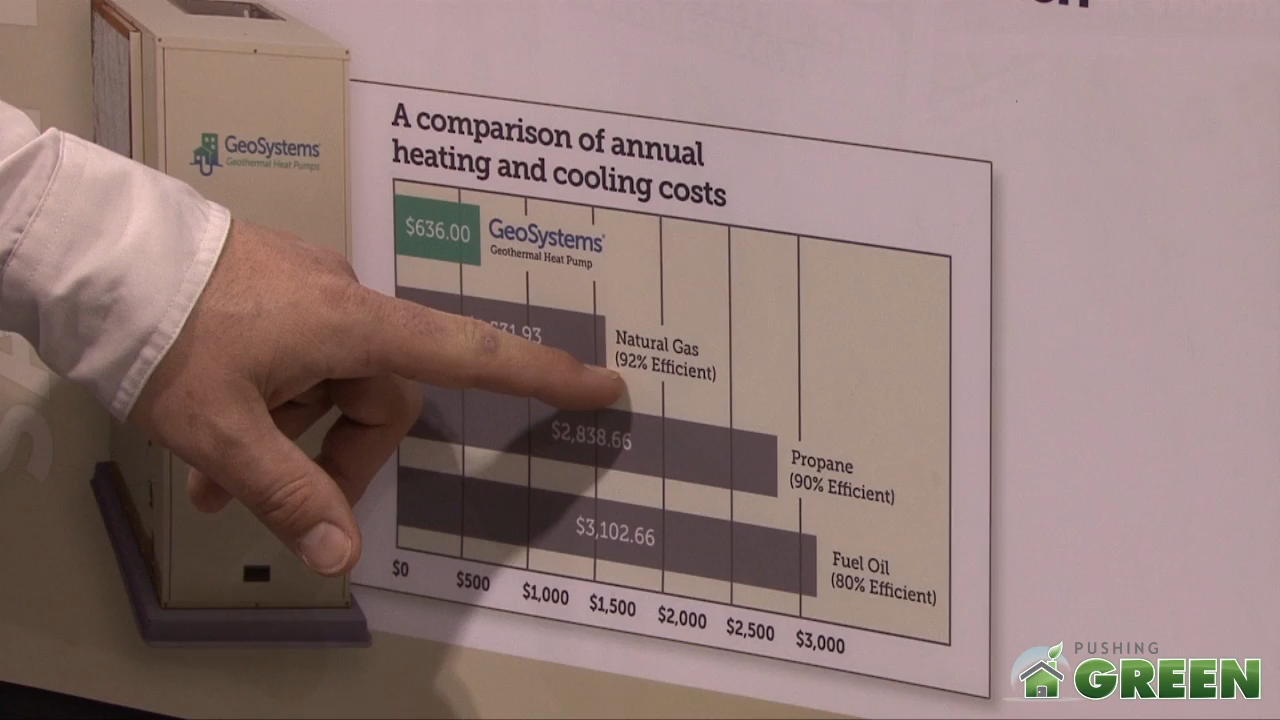 GeoSystems
Geothermal Heat Pumps
A comparison of annual
heating and cooling costs
$636.00
GeoSystems
Geothermal Heat Pump
31.93
Natural Gas
(92% Efficient)
$2,838.66
Propane
(90% Efficient)
$3,102.66
Fuel Oil
(80% Efficient)
$0 $500 $1,000 $1,500 $2,000 $2,500 $3,000
PUSHING
GREEN